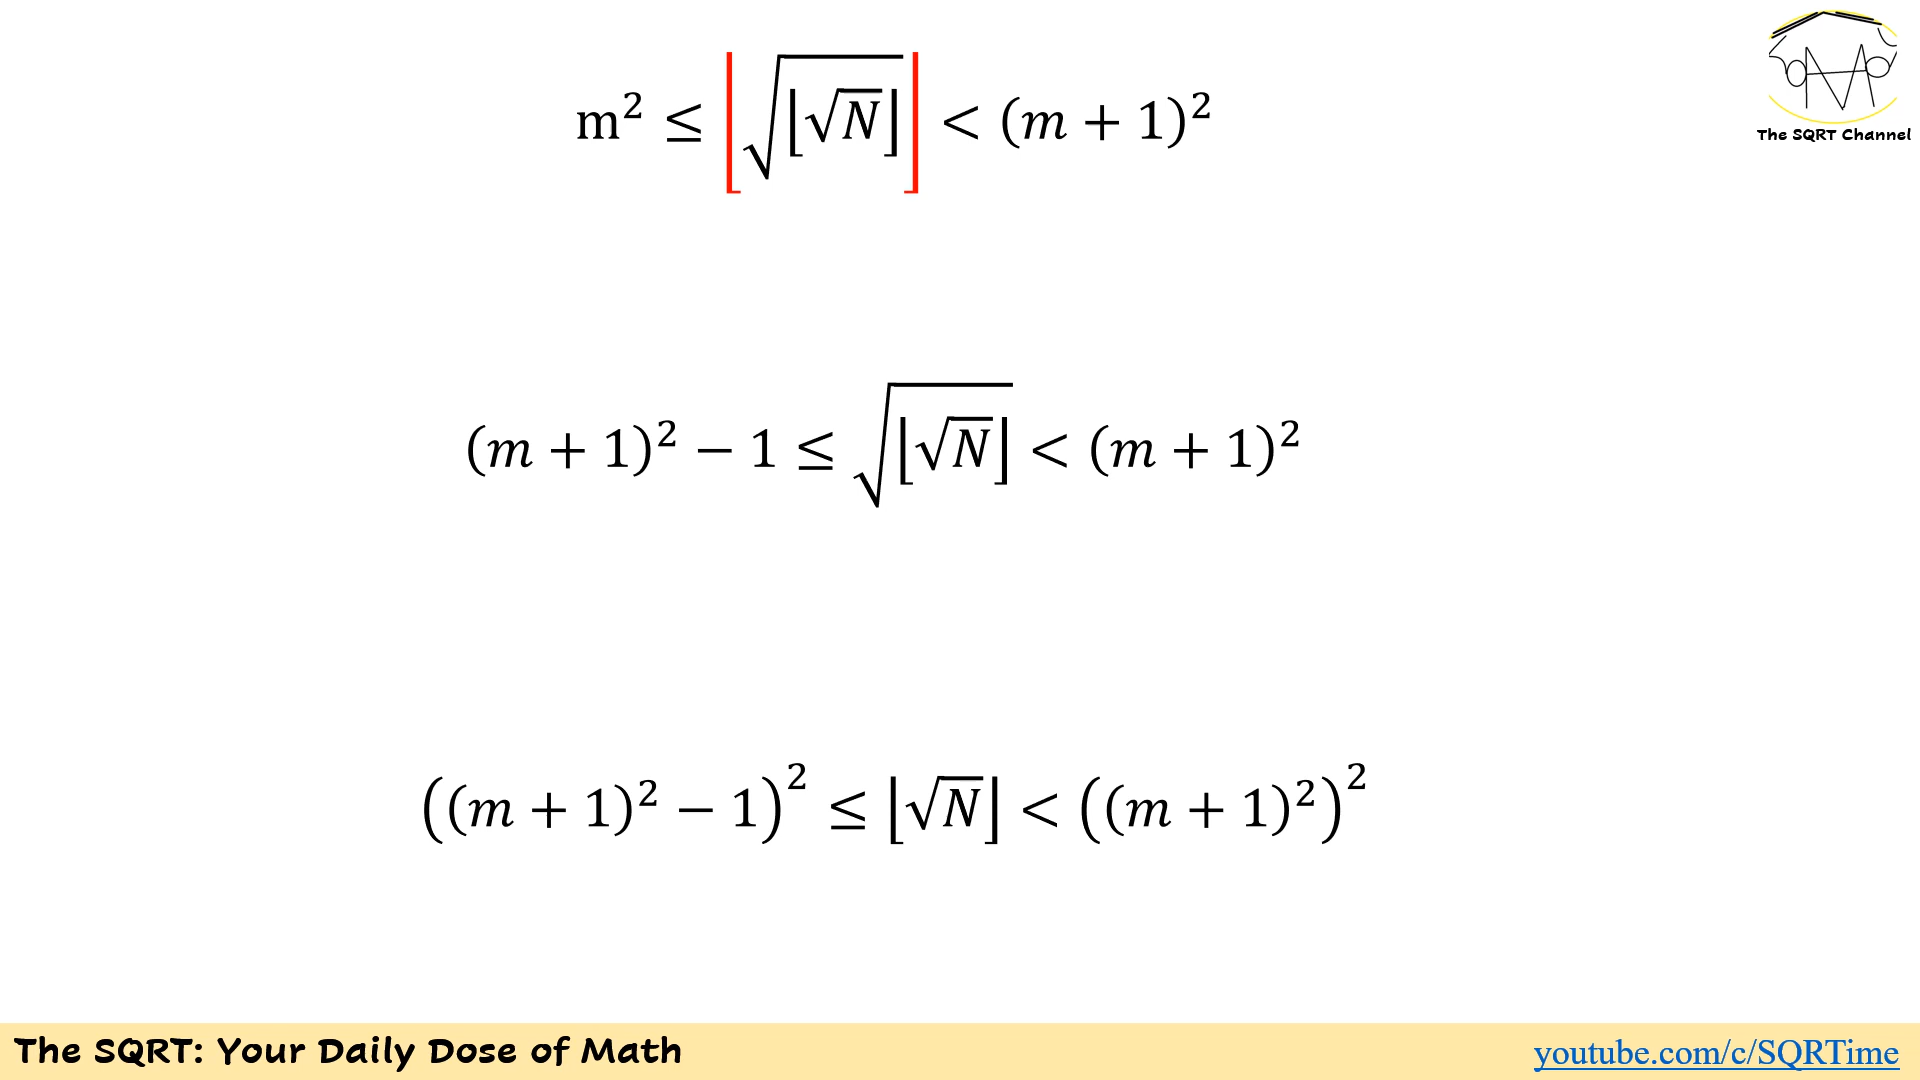 The SQRT Channel
m² ≤ ⌊√⌊√N⌋⌋ < (m + 1)²
(m + 1)² − 1 ≤ √⌊√N⌋ < (m + 1)²
((m + 1)² − 1)² ≤ ⌊√N⌋ < ((m + 1)²)²
The SQRT: Your Daily Dose of Math
youtube.com/c/SQRTime